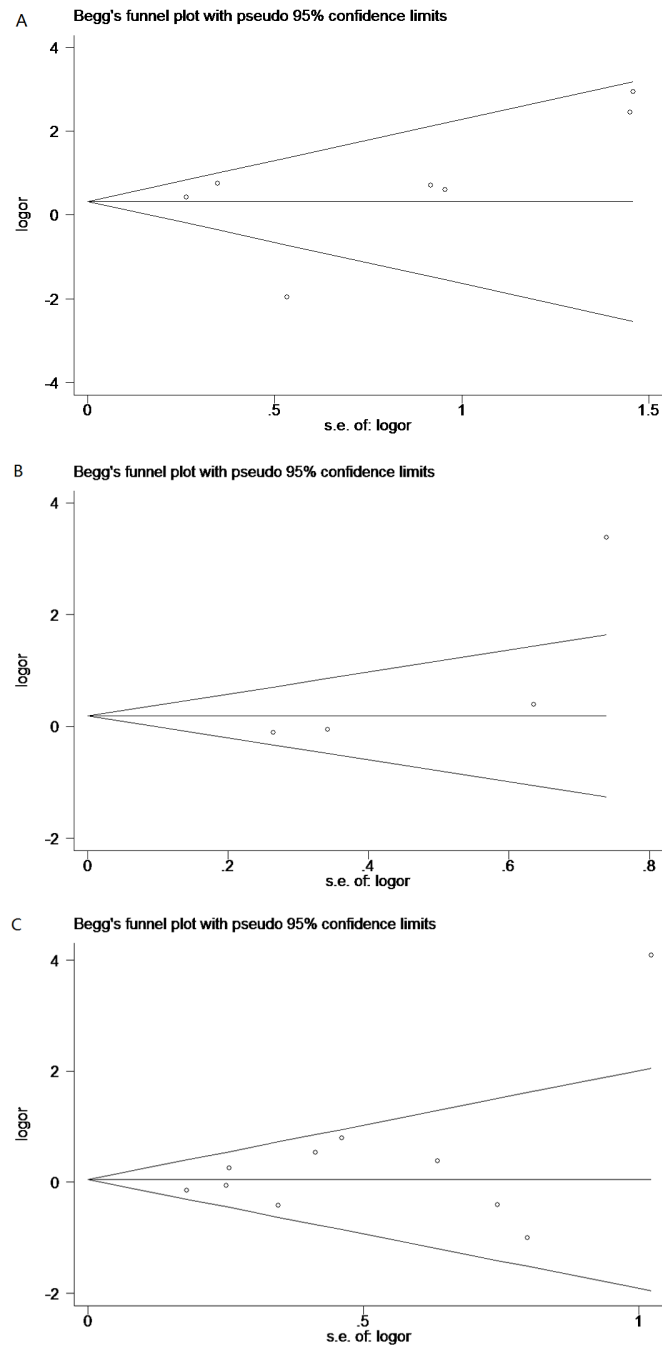 A
Begg's funnel plot with pseudo 95% confidence limits
4
2
0
-2
-4
logor
0 .5 1 1.5
s.e. of: logor
B
Begg's funnel plot with pseudo 95% confidence limits
4
2
0
-2
logor
0 .2 .4 .6 .8
s.e. of: logor
C
Begg's funnel plot with pseudo 95% confidence limits
4
2
0
-2
logor
0 .5 1
s.e. of: logor